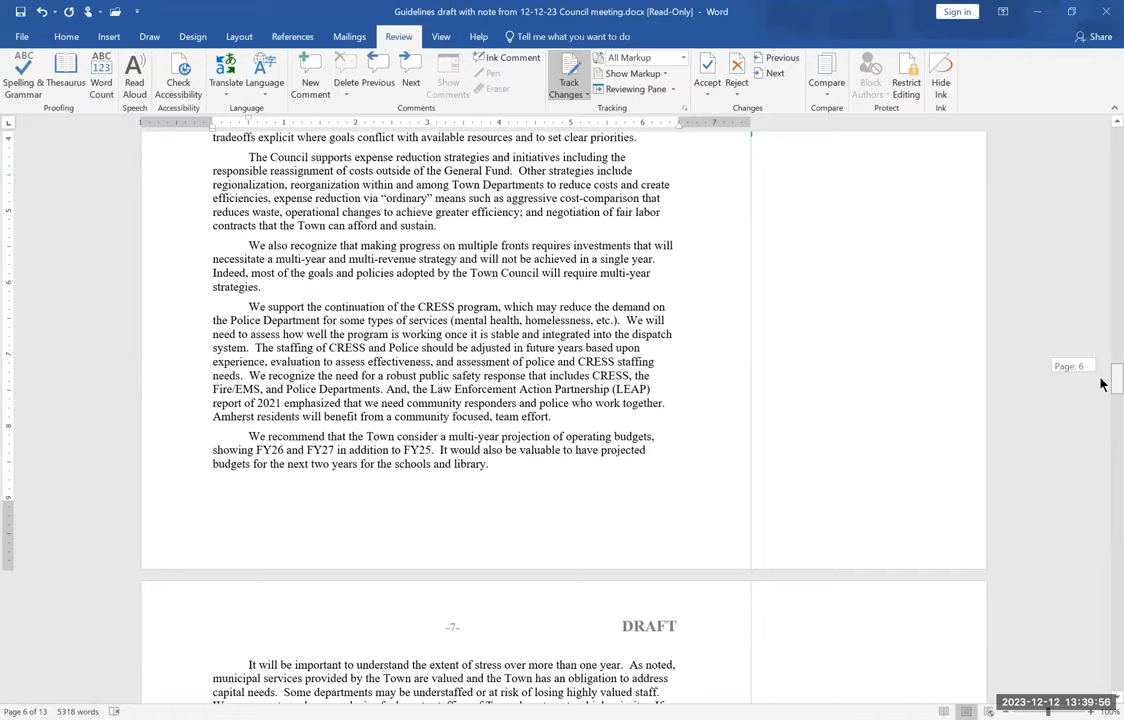 Guidelines draft with note from 12-12-23 Council meeting.docx [Read-Only] - Word
Sign in
File Home Insert Draw Design Layout References Mailings Review View Help Tell me what you want to do Share
ABC ABC 123
Spelling & Grammar Thesaurus Word Count Read Aloud Check Accessibility Translate Language New Comment Delete Previous Next Show Comments
Ink Comment
Pen
Eraser
Track Changes
All Markup
Show Markup
Reviewing Pane
Accept Reject
Previous
Next
Compare Block Authors Restrict Editing Hide Ink
Proofing Speech Accessibility Language Comments Tracking Changes Compare Protect Ink
1 1 2 3 4 5 6 7
tradeoffs explicit where goals conflict with available resources and to set clear priorities.
The Council supports expense reduction strategies and initiatives including the
responsible reassignment of costs outside of the General Fund. Other strategies include
regionalization, reorganization within and among Town Departments to reduce costs and create
efficiencies, expense reduction via “ordinary” means such as aggressive cost-comparison that
reduces waste, operational changes to achieve greater efficiency; and negotiation of fair labor
contracts that the Town can afford and sustain.
We also recognize that making progress on multiple fronts requires investments that will
necessitate a multi-year and multi-revenue strategy and will not be achieved in a single year.
Indeed, most of the goals and policies adopted by the Town Council will require multi-year
strategies.
We support the continuation of the CRESS program, which may reduce the demand on
the Police Department for some types of services (mental health, homelessness, etc.). We will
need to assess how well the program is working once it is stable and integrated into the dispatch
system. The staffing of CRESS and Police should be adjusted in future years based upon
experience, evaluation to assess effectiveness, and assessment of police and CRESS staffing
needs. We recognize the need for a robust public safety response that includes CRESS, the
Fire/EMS, and Police Departments. And, the Law Enforcement Action Partnership (LEAP)
report of 2021 emphasized that we need community responders and police who work together.
Amherst residents will benefit from a community focused, team effort.
We recommend that the Town consider a multi-year projection of operating budgets,
showing FY26 and FY27 in addition to FY25. It would also be valuable to have projected
budgets for the next two years for the schools and library.
Page: 6
-7- DRAFT
It will be important to understand the extent of stress over more than one year. As noted,
municipal services provided by the Town are valued and the Town has an obligation to address
capital needs. Some departments may be understaffed or at risk of losing highly valued staff.
Page 6 of 13 5318 words
2023-12-12 13:39:56
100%